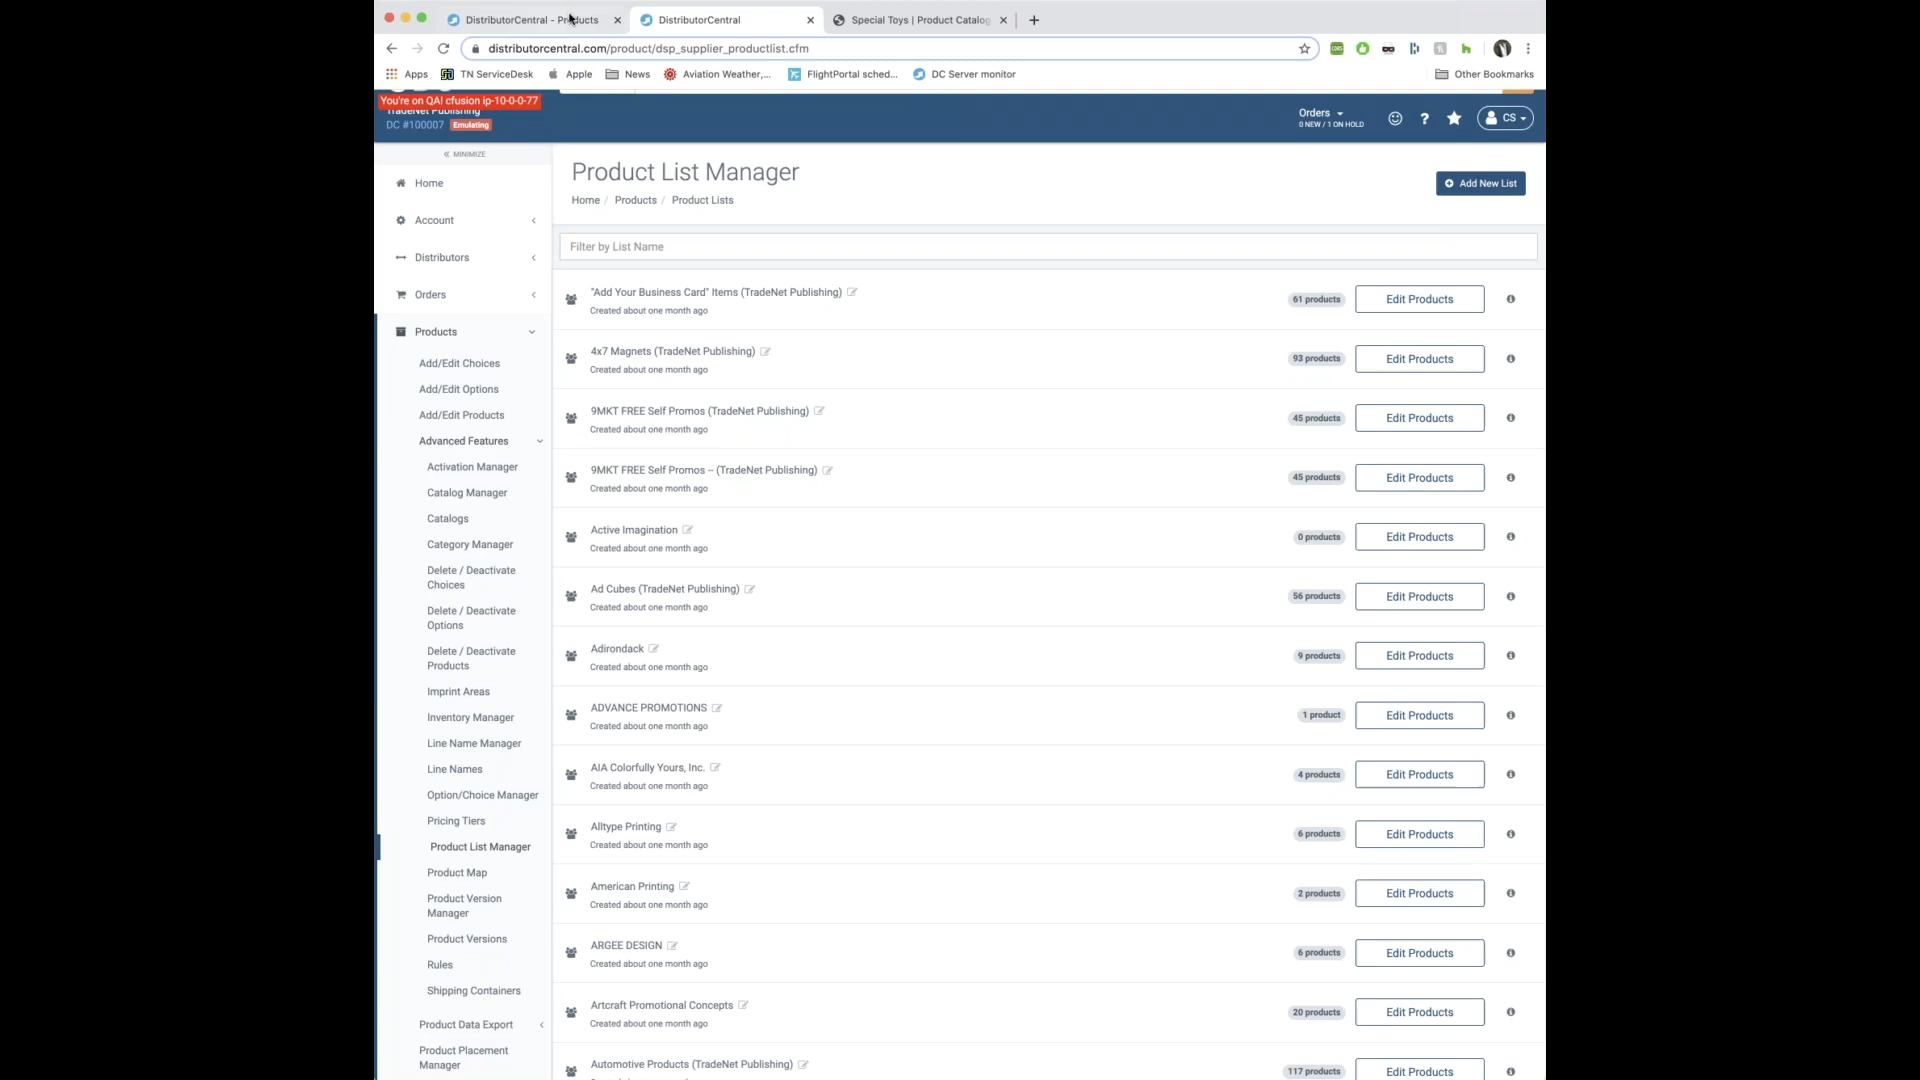 DistributorCentral - Products
DistributorCentral
Special Toys | Product Catalog
distributorcentral.com/product/dsp_supplier_productlist.cfm
Apps
TN ServiceDesk
Apple
News
Aviation Weather,...
FlightPortal sched...
DC Server monitor
Other Bookmarks
You're on QA! cfusion ip-10-0-0-77
TradeNet Publishing
DC #100007 Emulating
Orders
0 NEW / 1 ON HOLD
?
CS
MINIMIZE
Home
Account
Distributors
Orders
Products
Add/Edit Choices
Add/Edit Options
Add/Edit Products
Advanced Features
Activation Manager
Catalog Manager
Catalogs
Category Manager
Delete / Deactivate
Choices
Delete / Deactivate
Options
Delete / Deactivate
Products
Imprint Areas
Inventory Manager
Line Name Manager
Line Names
Option/Choice Manager
Pricing Tiers
Product List Manager
Product Map
Product Version
Manager
Product Versions
Rules
Shipping Containers
Product Data Export
Product Placement
Manager
Product List Manager
Home / Products / Product Lists
Add New List
Filter by List Name
"Add Your Business Card" Items (TradeNet Publishing)
Created about one month ago
61 products
Edit Products
4x7 Magnets (TradeNet Publishing)
Created about one month ago
93 products
Edit Products
9MKT FREE Self Promos (TradeNet Publishing)
Created about one month ago
45 products
Edit Products
9MKT FREE Self Promos -- (TradeNet Publishing)
Created about one month ago
45 products
Edit Products
Active Imagination
Created about one month ago
0 products
Edit Products
Ad Cubes (TradeNet Publishing)
Created about one month ago
56 products
Edit Products
Adirondack
Created about one month ago
9 products
Edit Products
ADVANCE PROMOTIONS
Created about one month ago
1 product
Edit Products
AIA Colorfully Yours, Inc.
Created about one month ago
4 products
Edit Products
Alltype Printing
Created about one month ago
6 products
Edit Products
American Printing
Created about one month ago
2 products
Edit Products
ARGEE DESIGN
Created about one month ago
6 products
Edit Products
Artcraft Promotional Concepts
Created about one month ago
20 products
Edit Products
Automotive Products (TradeNet Publishing)
117 products
Edit Products